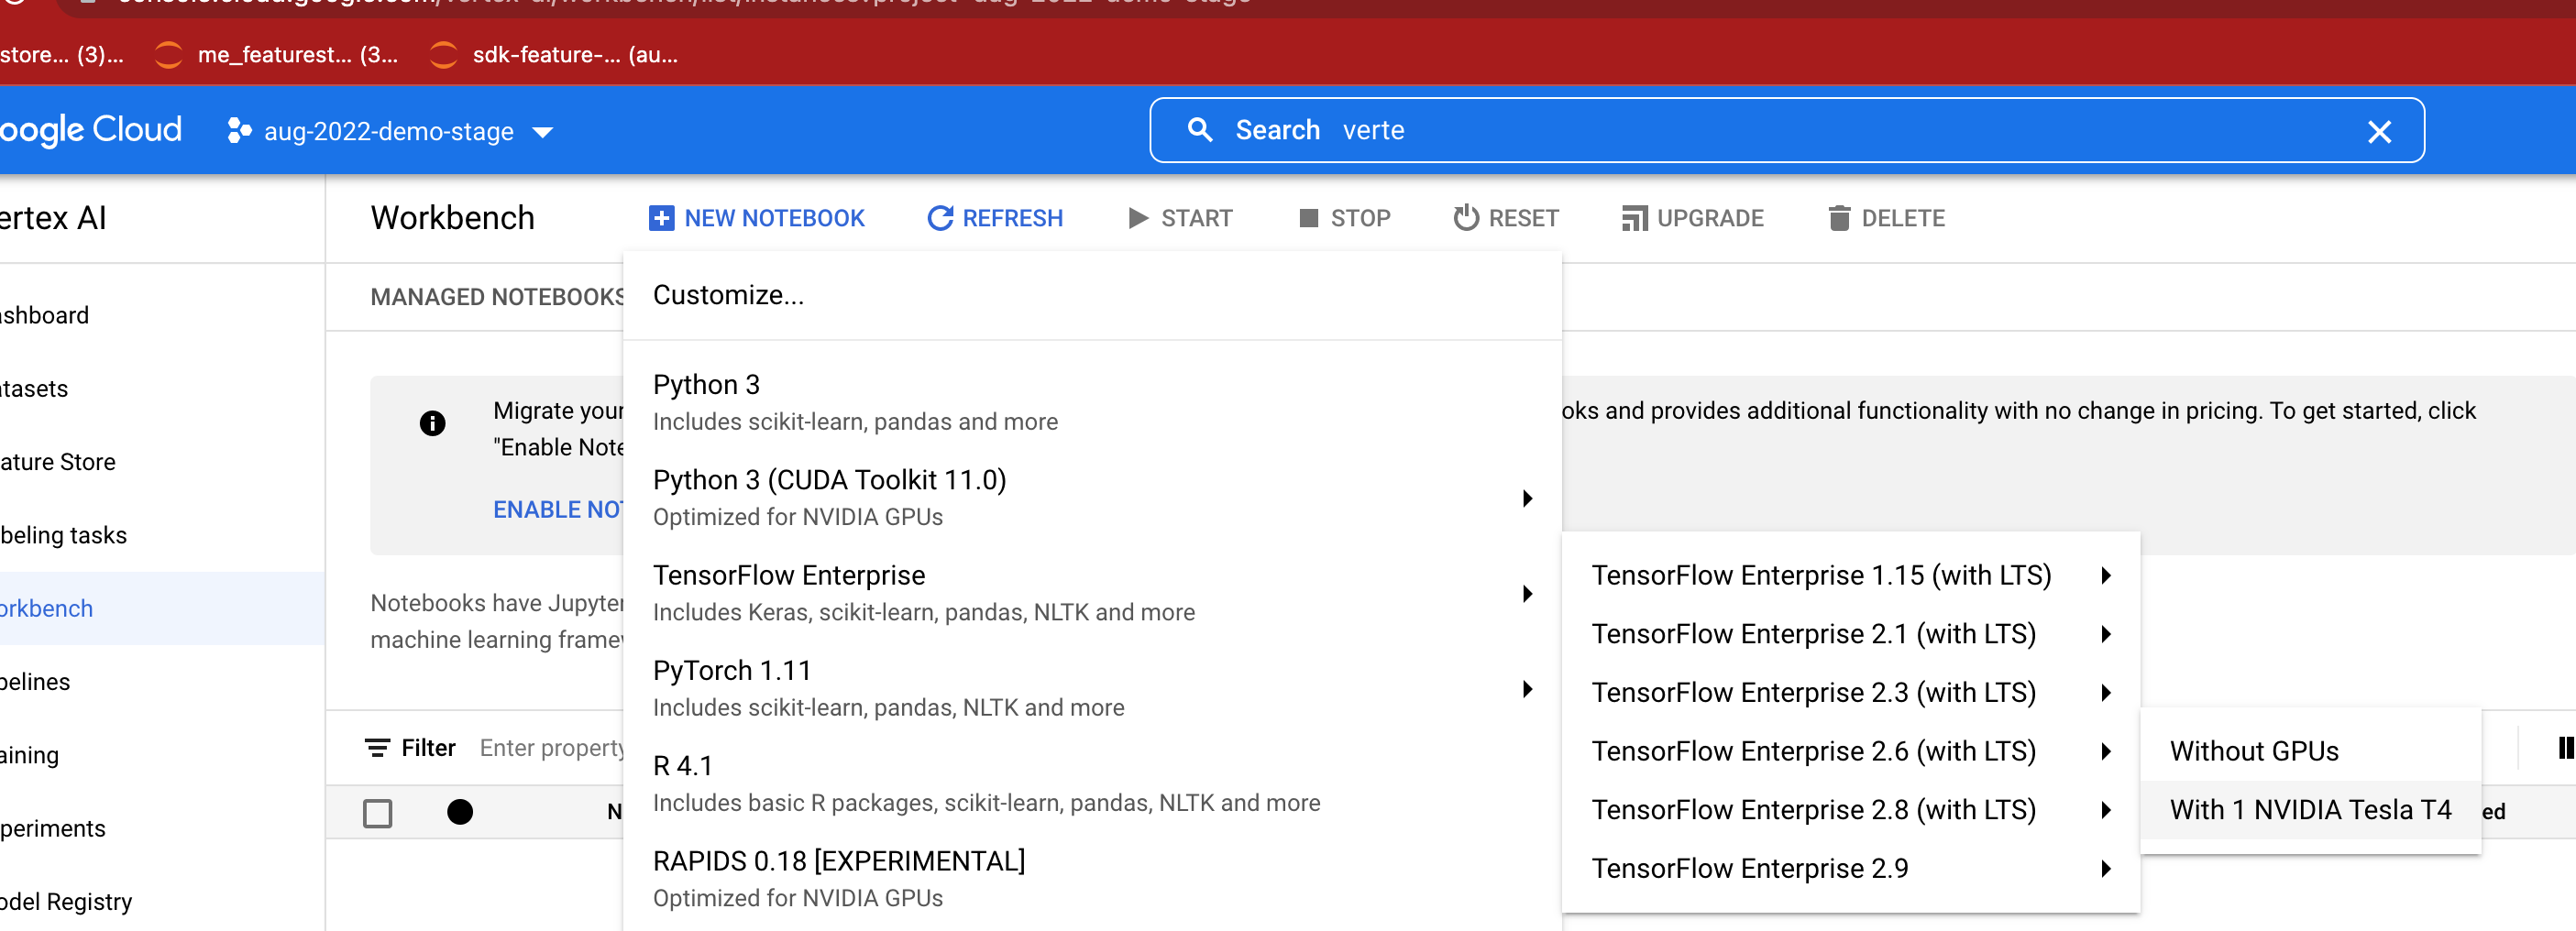 store... (3)... me_featurest... (3... sdk-feature-... (au...
oogle Cloud aug-2022-demo-stage Search verte
ertex AI Workbench NEW NOTEBOOK REFRESH START STOP RESET UPGRADE DELETE
MANAGED NOTEBOOKS
Customize...
ashboard
Python 3
Includes scikit-learn, pandas and more
atasets
Migrate your
oks and provides additional functionality with no change in pricing. To get started, click
"Enable Note
ature Store
Python 3 (CUDA Toolkit 11.0)
Optimized for NVIDIA GPUs
ENABLE NOT
beling tasks
TensorFlow Enterprise
Includes Keras, scikit-learn, pandas, NLTK and more
Notebooks have Jupyter
machine learning framew
orkbench
PyTorch 1.11
Includes scikit-learn, pandas, NLTK and more
pelines
Filter Enter property
aining
R 4.1
Includes basic R packages, scikit-learn, pandas, NLTK and more
N
ed
periments
RAPIDS 0.18 [EXPERIMENTAL]
Optimized for NVIDIA GPUs
odel Registry
TensorFlow Enterprise 1.15 (with LTS)
TensorFlow Enterprise 2.1 (with LTS)
TensorFlow Enterprise 2.3 (with LTS)
TensorFlow Enterprise 2.6 (with LTS)
TensorFlow Enterprise 2.8 (with LTS)
TensorFlow Enterprise 2.9
Without GPUs
With 1 NVIDIA Tesla T4